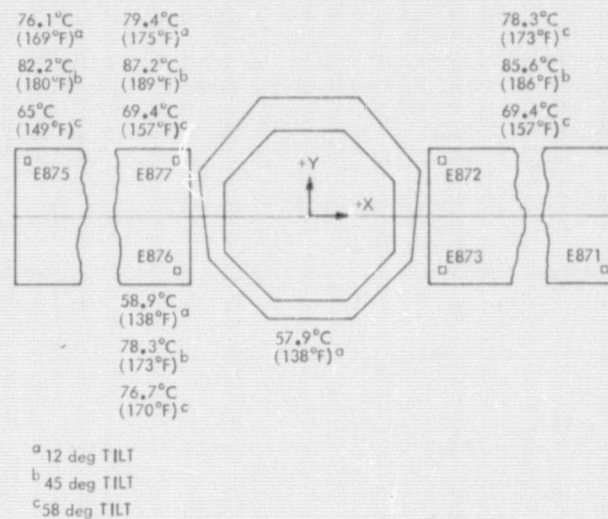 76.1°C
(169°F)a
82.2°C
(180°F)b
65°C
(149°F)c
79.4°C
(175°F)a
87.2°C
(189°F)b
69.4°C
(157°F)c
78.3°C
(173°F)c
85.6°C
(186°F)b
69.4°C
(157°F)c
E875
E877
+Y
+X
E872
E876
E873
E871
58.9°C
(138°F)a
78.3°C
(173°F)b
76.7°C
(170°F)c
57.9°C
(138°F)a
a 12 deg TILT
b 45 deg TILT
c 58 deg TILT